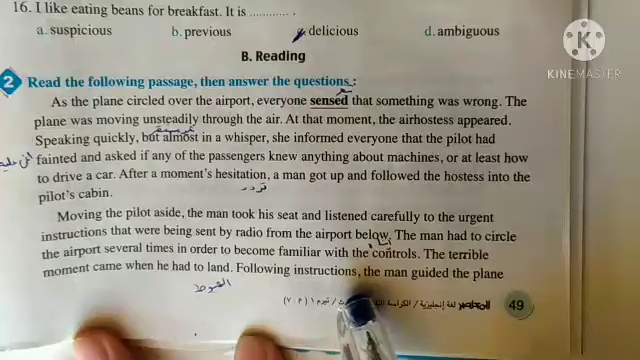 16. I like eating beans for breakfast. It is ............ .
a. suspicious b. previous c. delicious d. ambiguous
B. Reading
2 Read the following passage, then answer the questions :
As the plane circled over the airport, everyone sensed that something was wrong. The
plane was moving unsteadily through the air. At that moment, the airhostess appeared.
Speaking quickly, but almost in a whisper, she informed everyone that the pilot had
fainted and asked if any of the passengers knew anything about machines, or at least how
to drive a car. After a moment's hesitation, a man got up and followed the hostess into the
تردد
pilot's cabin.
Moving the pilot aside, the man took his seat and listened carefully to the urgent
instructions that were being sent by radio from the airport below. The man had to circle
the airport several times in order to become familiar with the controls. The terrible
moment came when he had to land. Following instructions, the man guided the plane
الهبوط
لغة إنجليزية / الكراسة 49
KINEMASTER